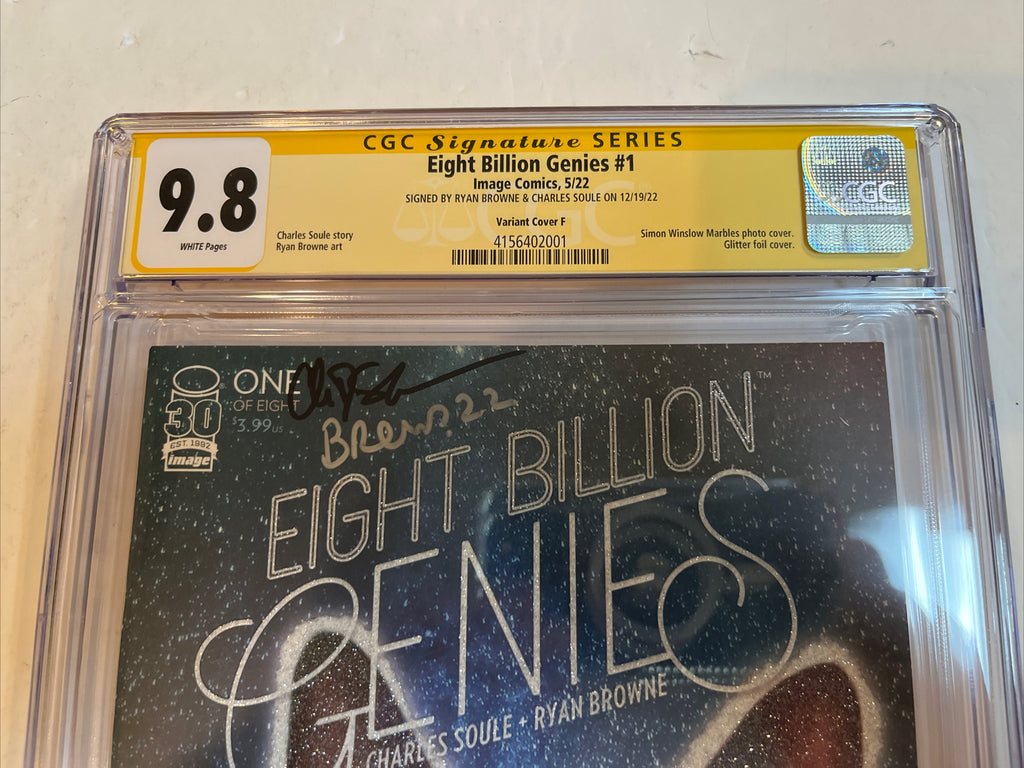 CGC Signature SERIES
Eight Billion Genies #1
Image Comics, 5/22
SIGNED BY RYAN BROWNE & CHARLES SOULE ON 12/19/22
9.8
WHITE Pages
Charles Soule story
Ryan Browne art
Variant Cover F
4156402001
Simon Winslow Marbles photo cover.
Glitter foil cover.
CGC
CGC
ONE
OF EIGHT
$3.99US
30
EST. 1992
image
EIGHT BILLION
GENIES
TM
CHARLES SOULE + RYAN BROWNE